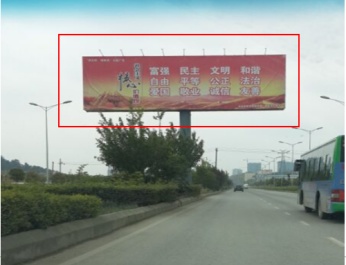 富强 民主 文明 和谐
自由 平等 公正 法治
爱国 敬业 诚信 友善